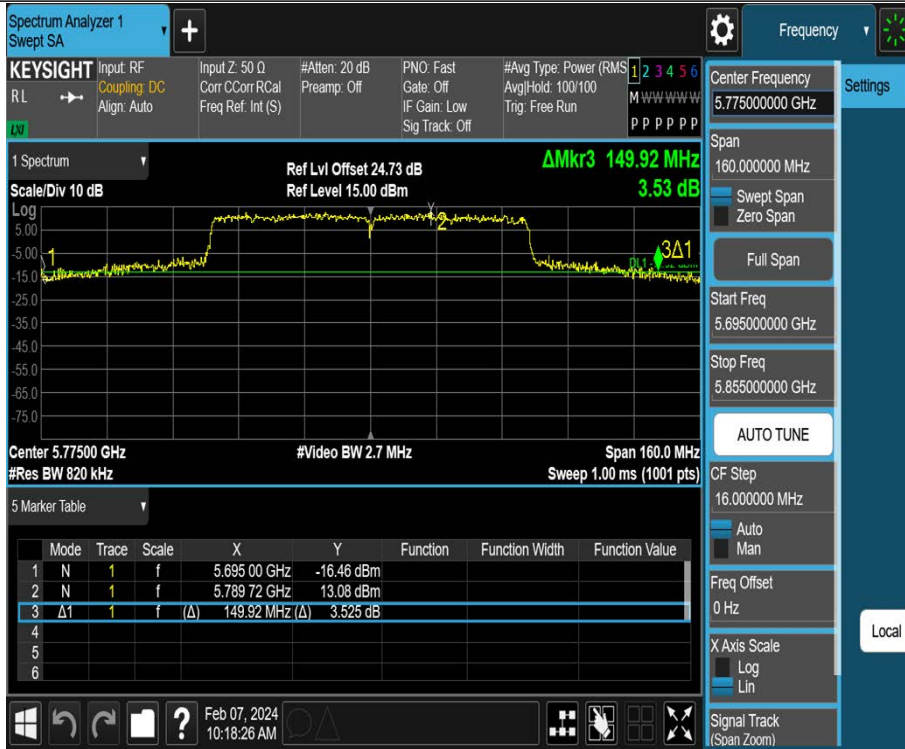 Spectrum Analyzer 1
Swept SA
+
Frequency
KEYSIGHT
RL
LXI
Input: RF
Coupling: DC
Align: Auto
Input Z: 50 Ω
Corr CCorr RCal
Freq Ref: Int (S)
#Atten: 20 dB
Preamp: Off
PNO: Fast
Gate: Off
IF Gain: Low
Sig Track: Off
#Avg Type: Power (RMS
Avg|Hold: 100/100
Trig: Free Run
1 2 3 4 5 6
M W W W W W
P P P P P P
1 Spectrum
Scale/Div 10 dB
Log
Ref Lvl Offset 24.73 dB
Ref Level 15.00 dBm
ΔMkr3 149.92 MHz
3.53 dB
5.00
-5.00
-15.0
-25.0
-35.0
-45.0
-55.0
-65.0
-75.0
1
2
3Δ1
Center 5.77500 GHz
#Res BW 820 kHz
#Video BW 2.7 MHz
Span 160.0 MHz
Sweep 1.00 ms (1001 pts)
5 Marker Table
Mode Trace Scale X Y Function Function Width Function Value
1 N 1 f 5.695 00 GHz -16.46 dBm
2 N 1 f 5.789 72 GHz 13.08 dBm
3 Δ1 1 f (Δ) 149.92 MHz (Δ) 3.525 dB
4
5
6
?
Feb 07, 2024
10:18:26 AM
Center Frequency
5.775000000 GHz
Span
160.000000 MHz
Swept Span
Zero Span
Full Span
Start Freq
5.695000000 GHz
Stop Freq
5.855000000 GHz
AUTO TUNE
CF Step
16.000000 MHz
Auto
Man
Freq Offset
0 Hz
X Axis Scale
Log
Lin
Signal Track
(Span Zoom)
Settings
Local